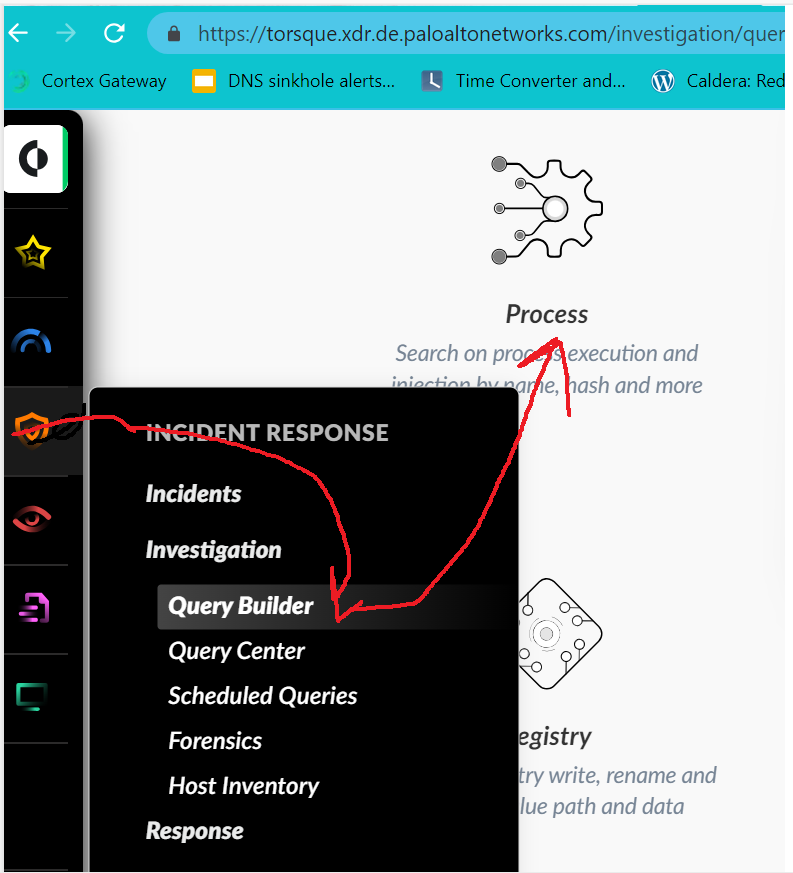 https://torsque.xdr.de.paloaltonetworks.com/investigation/quer
Cortex Gateway DNS sinkhole alerts... Time Converter and... Caldera: Red
Process
Search on process execution and
injection by name, hash and more
INCIDENT RESPONSE
Incidents
Investigation
Query Builder
Query Center
Scheduled Queries
Forensics
Host Inventory
Response
egistry
try write, rename and
lue path and data